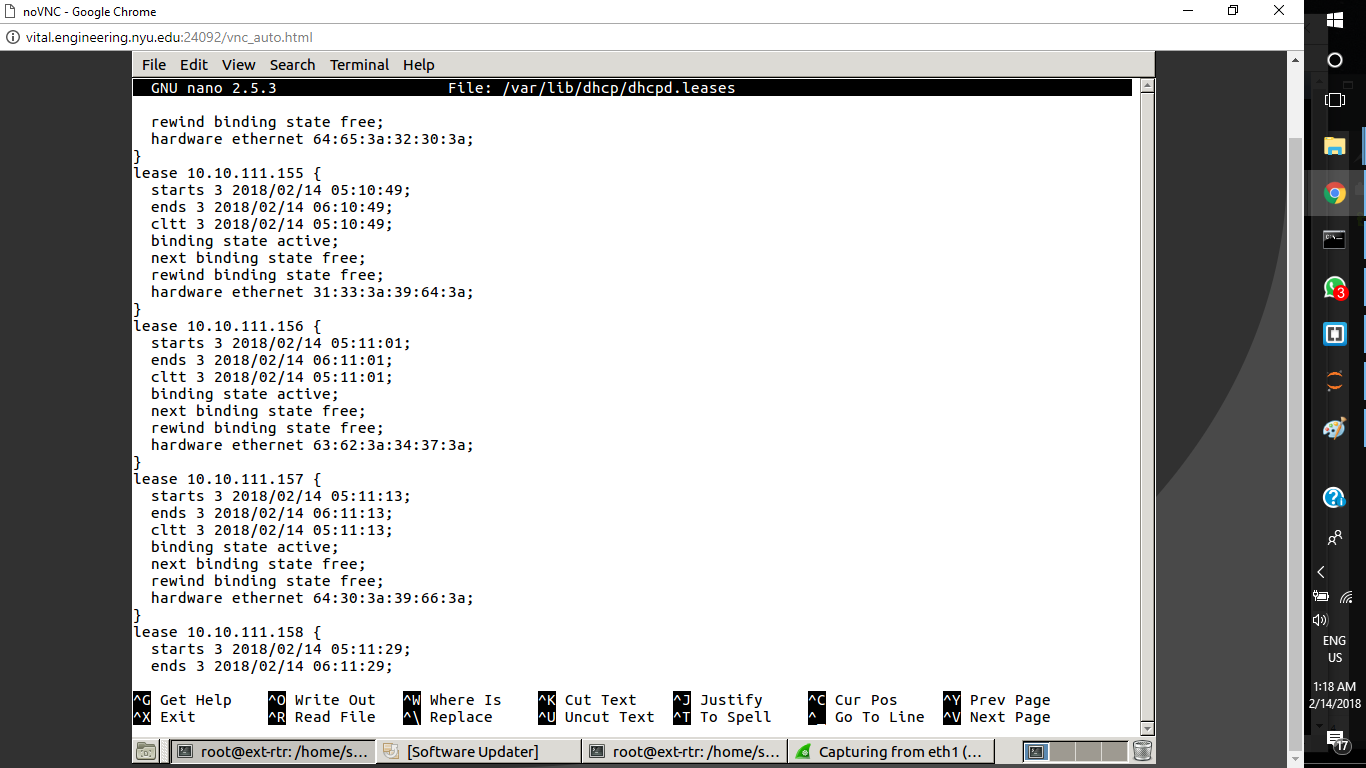 noVNC - Google Chrome
vital.engineering.nyu.edu:24092/vnc_auto.html
File Edit View Search Terminal Help
GNU nano 2.5.3 File: /var/lib/dhcp/dhcpd.leases
rewind binding state free;
hardware ethernet 64:65:3a:32:30:3a;
}
lease 10.10.111.155 {
starts 3 2018/02/14 05:10:49;
ends 3 2018/02/14 06:10:49;
cltt 3 2018/02/14 05:10:49;
binding state active;
next binding state free;
rewind binding state free;
hardware ethernet 31:33:3a:39:64:3a;
}
lease 10.10.111.156 {
starts 3 2018/02/14 05:11:01;
ends 3 2018/02/14 06:11:01;
cltt 3 2018/02/14 05:11:01;
binding state active;
next binding state free;
rewind binding state free;
hardware ethernet 63:62:3a:34:37:3a;
}
lease 10.10.111.157 {
starts 3 2018/02/14 05:11:13;
ends 3 2018/02/14 06:11:13;
cltt 3 2018/02/14 05:11:13;
binding state active;
next binding state free;
rewind binding state free;
hardware ethernet 64:30:3a:39:66:3a;
}
lease 10.10.111.158 {
starts 3 2018/02/14 05:11:29;
ends 3 2018/02/14 06:11:29;
^G Get Help ^O Write Out ^W Where Is ^K Cut Text ^J Justify ^C Cur Pos ^Y Prev Page
^X Exit ^R Read File ^\ Replace ^U Uncut Text ^T To Spell ^_ Go To Line ^V Next Page
root@ext-rtr: /home/s... [Software Updater] root@ext-rtr: /home/s... Capturing from eth1 (...
3
ENG
US
1:18 AM
2/14/2018
17